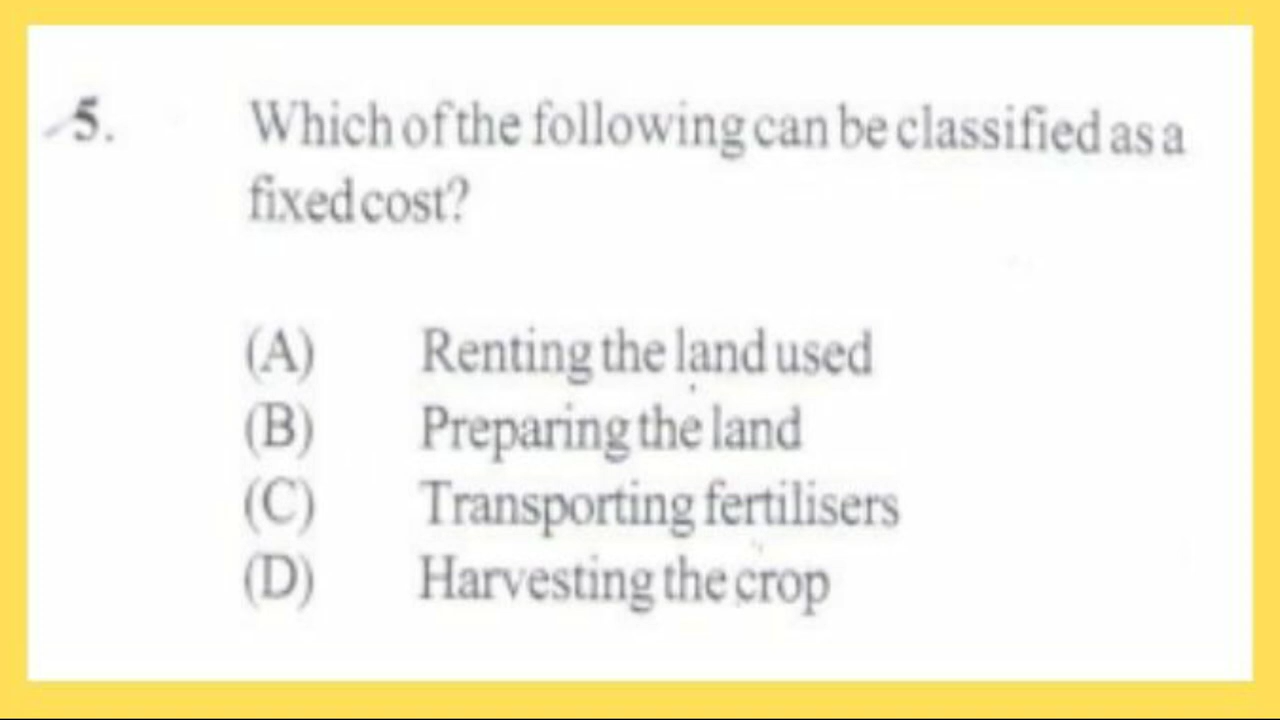 5. Which of the following can be classified as a
fixed cost?
(A) Renting the land used
(B) Preparing the land
(C) Transporting fertilisers
(D) Harvesting the crop